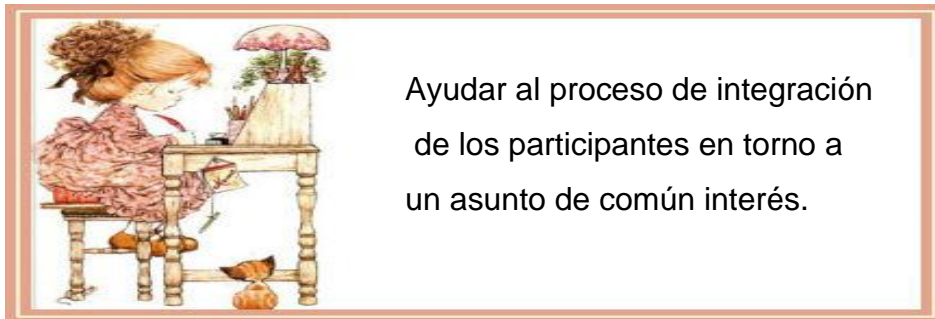 Ayudar al proceso de integración
de los participantes en torno a
un asunto de común interés.